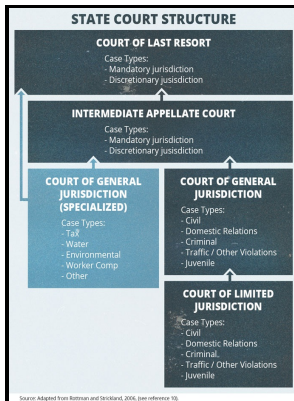 STATE COURT STRUCTURE
COURT OF LAST RESORT
Case Types:
- Mandatory jurisdiction
- Discretionary jurisdiction
INTERMEDIATE APPELLATE COURT
Case Types:
- Mandatory jurisdiction
- Discretionary jurisdiction
COURT OF GENERAL
JURISDICTION
(SPECIALIZED)
Case Types:
- Tax
- Water
- Environmental
- Worker Comp
- Other
COURT OF GENERAL
JURISDICTION
Case Types:
- Civil
- Domestic Relations
- Criminal
- Traffic / Other Violations
- Juvenile
COURT OF LIMITED
JURISDICTION
Case Types:
- Civil
- Domestic Relations
- Criminal.
- Traffic / Other Violations
- Juvenile
Source: Adapted from Rottman and Strickland, 2006, (see reference 10).